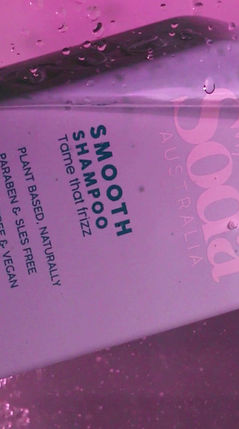 Soda
AUSTRALIA
SMOOTH
SHAMPOO
Tame that frizz
PLANT BASED, NATURALLY
PARABEN & SLES FREE
& VEGAN